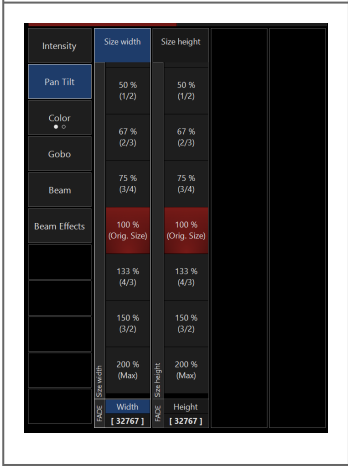 Intensity
Pan Tilt
Color
Gobo
Beam
Beam Effects
Size width
50 %
(1/2)
67 %
(2/3)
75 %
(3/4)
100 %
(Orig. Size)
133 %
(4/3)
150 %
(3/2)
200 %
(Max)
Size width
FADE
Width
[ 32767 ]
Size height
50 %
(1/2)
67 %
(2/3)
75 %
(3/4)
100 %
(Orig. Size)
133 %
(4/3)
150 %
(3/2)
200 %
(Max)
Size height
FADE
Height
[ 32767 ]